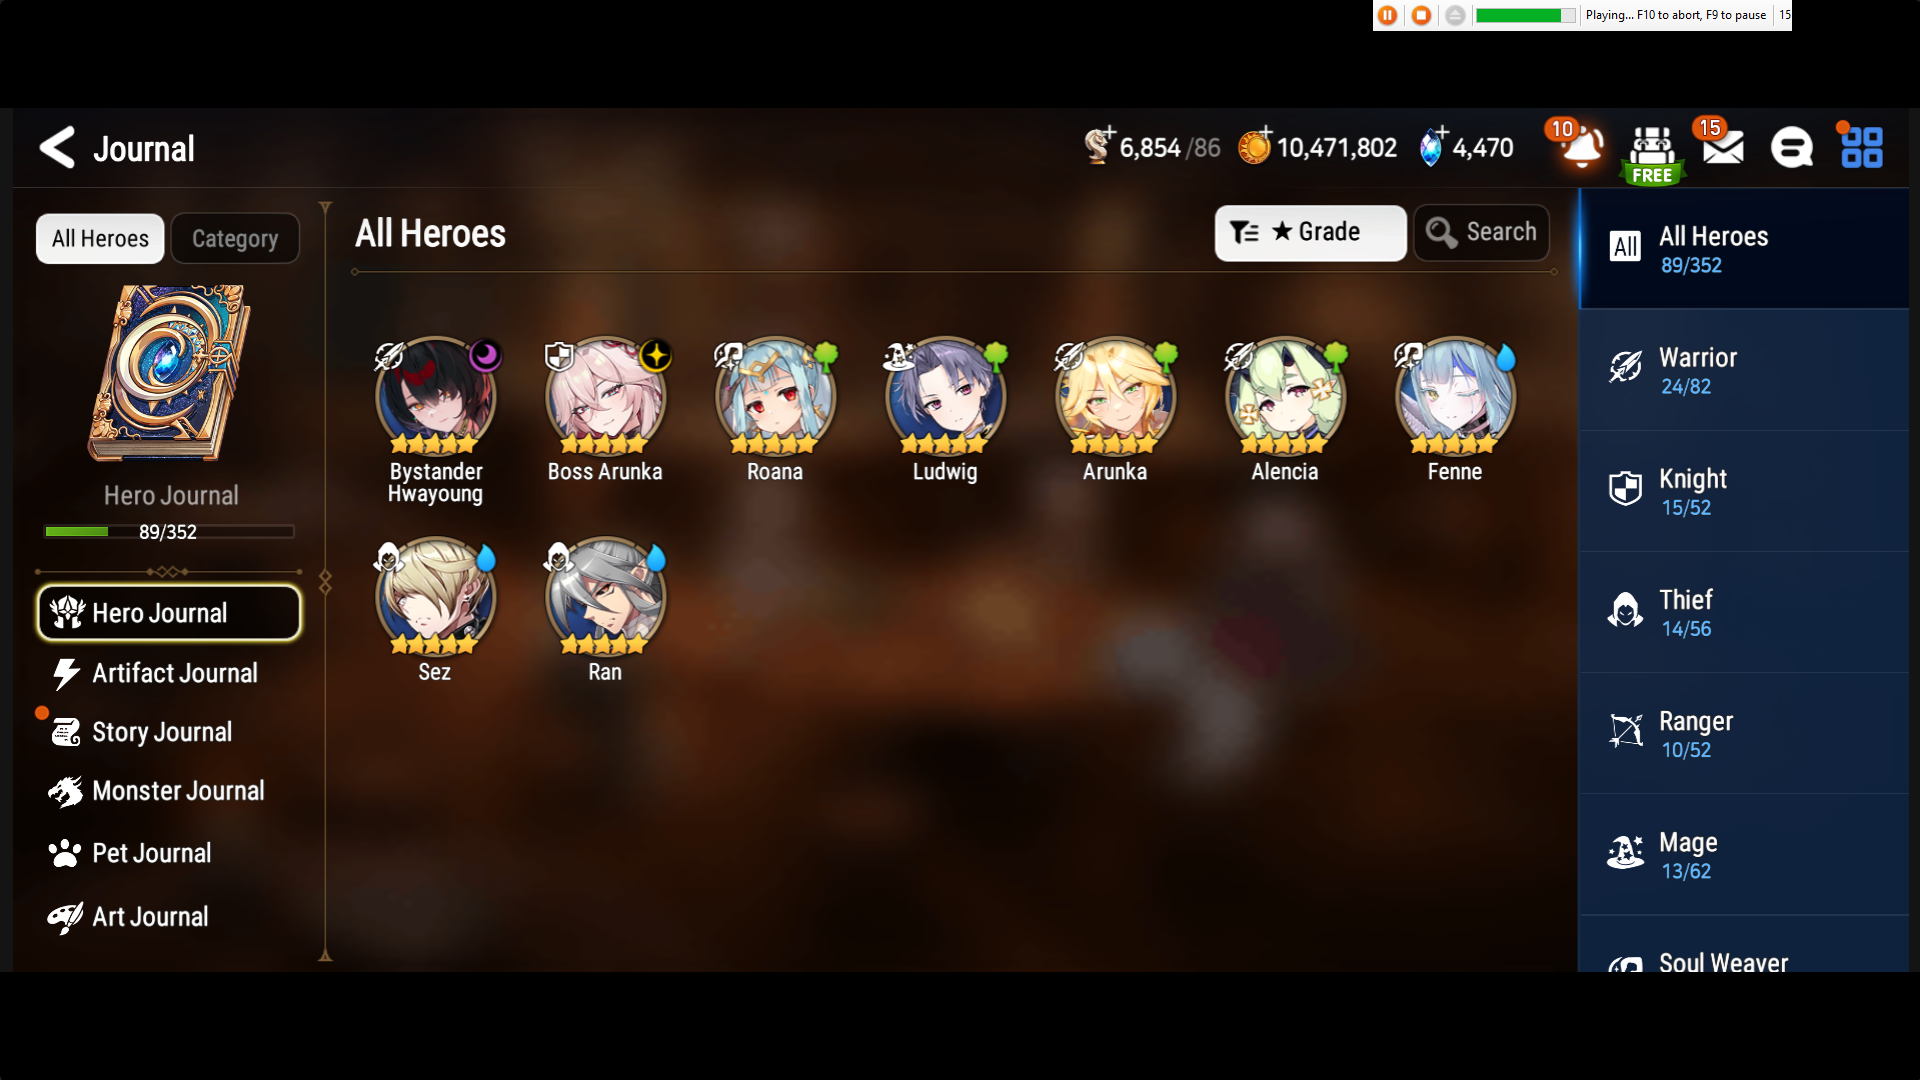 Playing... F10 to abort, F9 to pause
15
Journal
6,854/86
10,471,802
4,470
10
FREE
15
All Heroes
Category
Hero Journal
89/352
Hero Journal
Artifact Journal
Story Journal
Monster Journal
Pet Journal
Art Journal
All Heroes
★ Grade
Search
Bystander
Hwayoung
Boss Arunka
Roana
Ludwig
Arunka
Alencia
Fenne
Sez
Ran
All
All Heroes
89/352
Warrior
24/82
Knight
15/52
Thief
14/56
Ranger
10/52
Mage
13/62
Soul Weaver